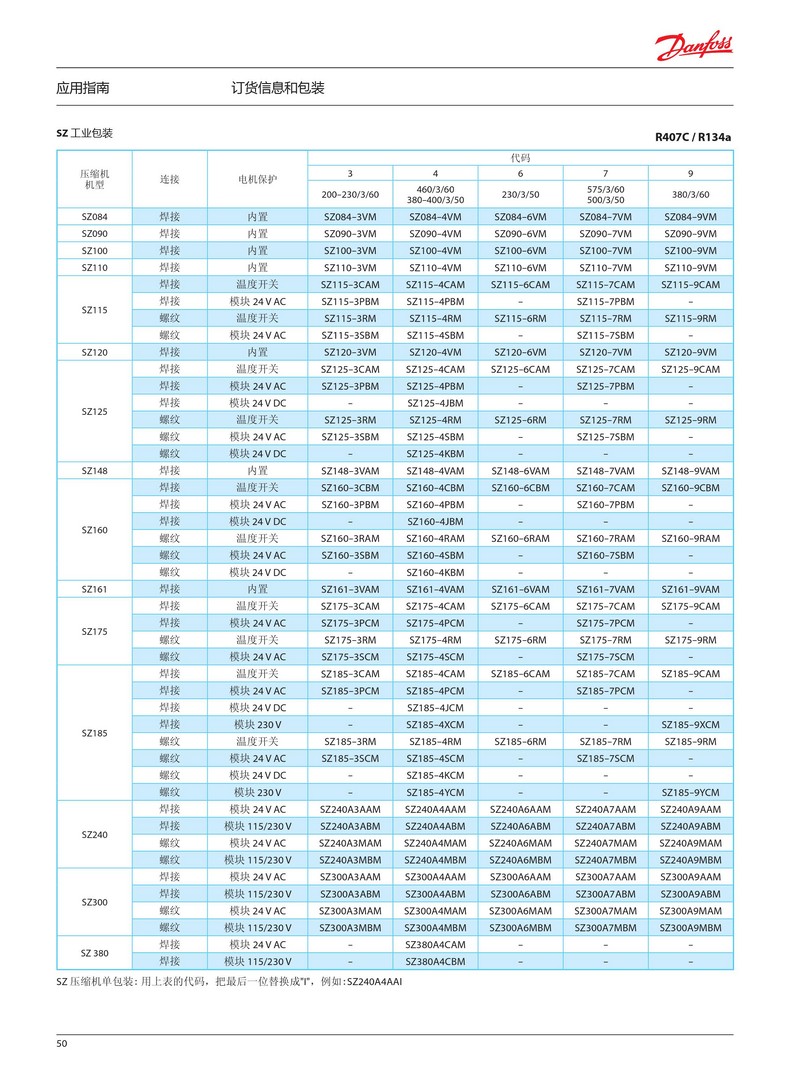 Danfoss
应用指南 订货信息和包装
SZ 工业包装 R407C / R134a
压缩机机型 连接 电机保护 代码
3 4 6 7 9
200–230/3/60 460/3/60 380–400/3/50 230/3/50 575/3/60 500/3/50 380/3/60
SZ084 焊接 内置 SZ084–3VM SZ084–4VM SZ084–6VM SZ084–7VM SZ084–9VM
SZ090 焊接 内置 SZ090–3VM SZ090–4VM SZ090–6VM SZ090–7VM SZ090–9VM
SZ100 焊接 内置 SZ100–3VM SZ100–4VM SZ100–6VM SZ100–7VM SZ100–9VM
SZ110 焊接 内置 SZ110–3VM SZ110–4VM SZ110–6VM SZ110–7VM SZ110–9VM
SZ115 焊接 温度开关 SZ115–3CAM SZ115–4CAM SZ115–6CAM SZ115–7CAM SZ115–9CAM
焊接 模块 24 V AC SZ115–3PBM SZ115–4PBM – SZ115–7PBM –
螺纹 温度开关 SZ115–3RM SZ115–4RM SZ115–6RM SZ115–7RM SZ115–9RM
螺纹 模块 24 V AC SZ115–3SBM SZ115–4SBM – SZ115–7SBM –
SZ120 焊接 内置 SZ120–3VM SZ120–4VM SZ120–6VM SZ120–7VM SZ120–9VM
SZ125 焊接 温度开关 SZ125–3CAM SZ125–4CAM SZ125–6CAM SZ125–7CAM SZ125–9CAM
焊接 模块 24 V AC SZ125–3PBM SZ125–4PBM – SZ125–7PBM –
焊接 模块 24 V DC – SZ125–4JBM – – –
螺纹 温度开关 SZ125–3RM SZ125–4RM SZ125–6RM SZ125–7RM SZ125–9RM
螺纹 模块 24 V AC SZ125–3SBM SZ125–4SBM – SZ125–7SBM –
螺纹 模块 24 V DC – SZ125–4KBM – – –
SZ148 焊接 内置 SZ148–3VAM SZ148–4VAM SZ148–6VAM SZ148–7VAM SZ148–9VAM
SZ160 焊接 温度开关 SZ160–3CBM SZ160–4CBM SZ160–6CBM SZ160–7CAM SZ160–9CBM
焊接 模块 24 V AC SZ160–3PBM SZ160–4PBM – SZ160–7PBM –
焊接 模块 24 V DC – SZ160–4JBM – – –
螺纹 温度开关 SZ160–3RAM SZ160–4RAM SZ160–6RAM SZ160–7RAM SZ160–9RAM
螺纹 模块 24 V AC SZ160–3SBM SZ160–4SBM – SZ160–7SBM –
螺纹 模块 24 V DC – SZ160–4KBM – – –
SZ161 焊接 内置 SZ161–3VAM SZ161–4VAM SZ161–6VAM SZ161–7VAM SZ161–9VAM
SZ175 焊接 温度开关 SZ175–3CAM SZ175–4CAM SZ175–6CAM SZ175–7CAM SZ175–9CAM
焊接 模块 24 V AC SZ175–3PCM SZ175–4PCM – SZ175–7PCM –
螺纹 温度开关 SZ175–3RM SZ175–4RM SZ175–6RM SZ175–7RM SZ175–9RM
螺纹 模块 24 V AC SZ175–3SCM SZ175–4SCM – SZ175–7SCM –
SZ185 焊接 温度开关 SZ185–3CAM SZ185–4CAM SZ185–6CAM SZ185–7CAM SZ185–9CAM
焊接 模块 24 V AC SZ185–3PCM SZ185–4PCM – SZ185–7PCM –
焊接 模块 24 V DC – SZ185–4JCM – – –
焊接 模块 230 V – SZ185–4XCM – – SZ185–9XCM
螺纹 温度开关 SZ185–3RM SZ185–4RM SZ185–6RM SZ185–7RM SZ185–9RM
螺纹 模块 24 V AC SZ185–3SCM SZ185–4SCM – SZ185–7SCM –
螺纹 模块 24 V DC – SZ185–4KCM – – –
螺纹 模块 230 V – SZ185–4YCM – – SZ185–9YCM
SZ240 焊接 模块 24 V AC SZ240A3AAM SZ240A4AAM SZ240A6AAM SZ240A7AAM SZ240A9AAM
焊接 模块 115/230 V SZ240A3ABM SZ240A4ABM SZ240A6ABM SZ240A7ABM SZ240A9ABM
螺纹 模块 24 V AC SZ240A3MAM SZ240A4MAM SZ240A6MAM SZ240A7MAM SZ240A9MAM
螺纹 模块 115/230 V SZ240A3MBM SZ240A4MBM SZ240A6MBM SZ240A7MBM SZ240A9MBM
SZ300 焊接 模块 24 V AC SZ300A3AAM SZ300A4AAM SZ300A6AAM SZ300A7AAM SZ300A9AAM
焊接 模块 115/230 V SZ300A3ABM SZ300A4ABM SZ300A6ABM SZ300A7ABM SZ300A9ABM
螺纹 模块 24 V AC SZ300A3MAM SZ300A4MAM SZ300A6MAM SZ300A7MAM SZ300A9MAM
螺纹 模块 115/230 V SZ300A3MBM SZ300A4MBM SZ300A6MBM SZ300A7MBM SZ300A9MBM
SZ 380 焊接 模块 24 V AC – SZ380A4CAM – – –
焊接 模块 115/230 V – SZ380A4CBM – – –
SZ 压缩机单包装：用上表的代码，把最后一位替换成"I"，例如：SZ240A4AAI
50